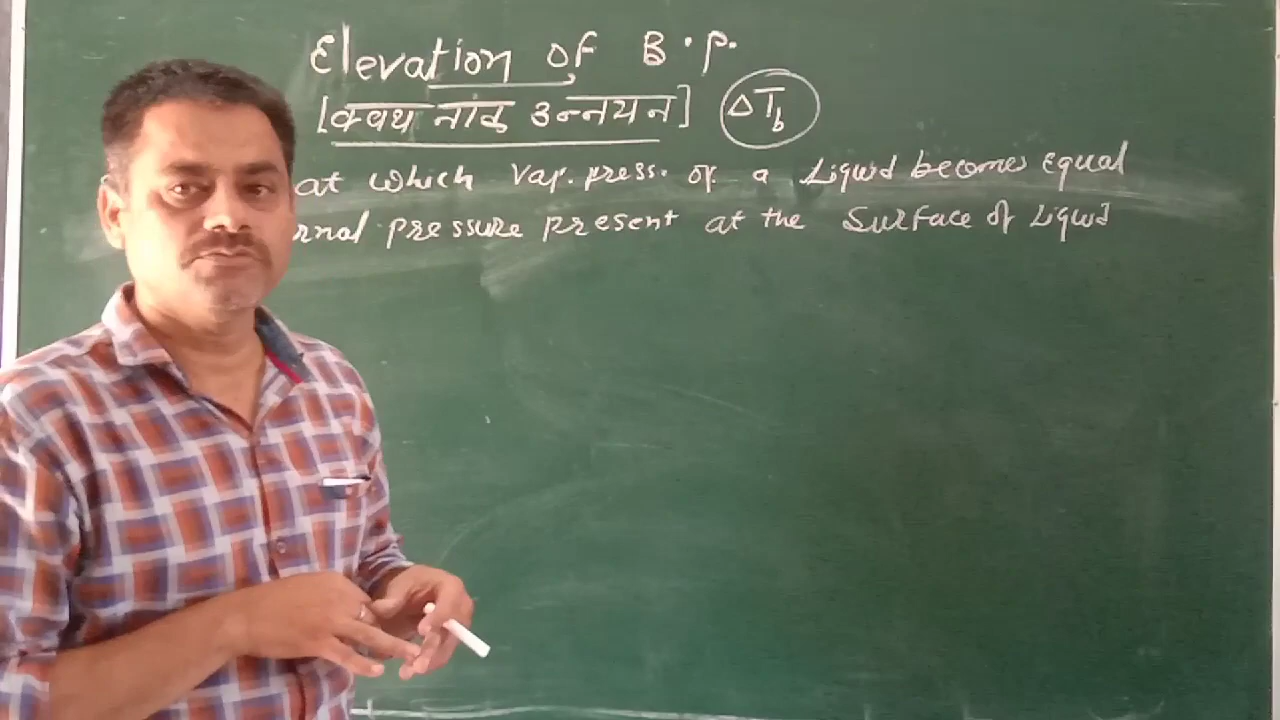 Elevation of B.P.
[क्वथनांक उन्नयन] ΔTb
at which Vap. press. of a Liquid becomes equal
rnal pressure present at the Surface of Liquid